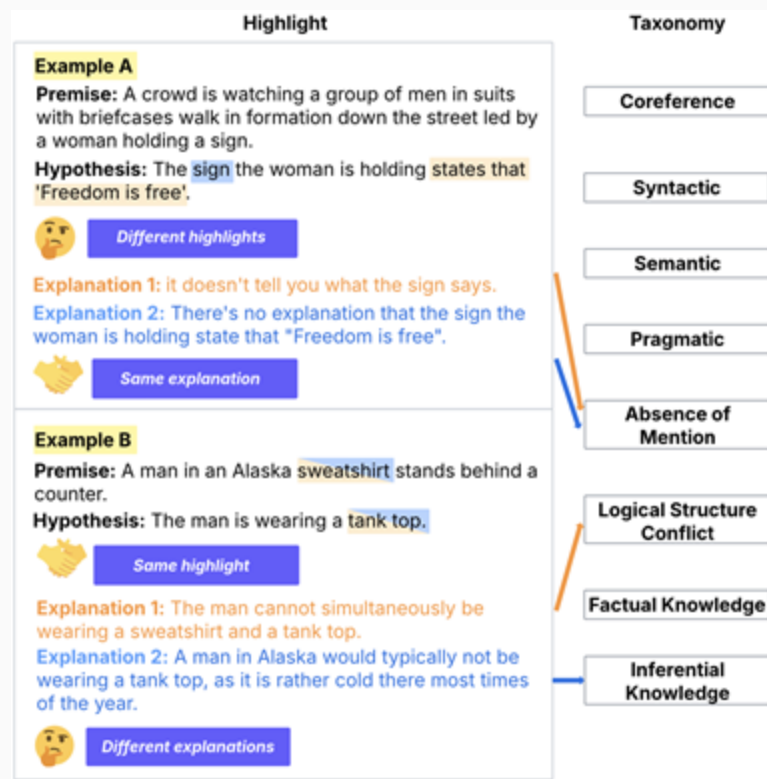 Highlight
Taxonomy
Example A
Premise: A crowd is watching a group of men in suits
with briefcases walk in formation down the street led by
a woman holding a sign.
Hypothesis: The sign the woman is holding states that
'Freedom is free'.
Different highlights
Explanation 1: it doesn't tell you what the sign says.
Explanation 2: There's no explanation that the sign the
woman is holding state that "Freedom is free".
Same explanation
Example B
Premise: A man in an Alaska sweatshirt stands behind a
counter.
Hypothesis: The man is wearing a tank top.
Same highlight
Explanation 1: The man cannot simultaneously be
wearing a sweatshirt and a tank top.
Explanation 2: A man in Alaska would typically not be
wearing a tank top, as it is rather cold there most times
of the year.
Different explanations
Coreference
Syntactic
Semantic
Pragmatic
Absence of
Mention
Logical Structure
Conflict
Factual Knowledge
Inferential
Knowledge